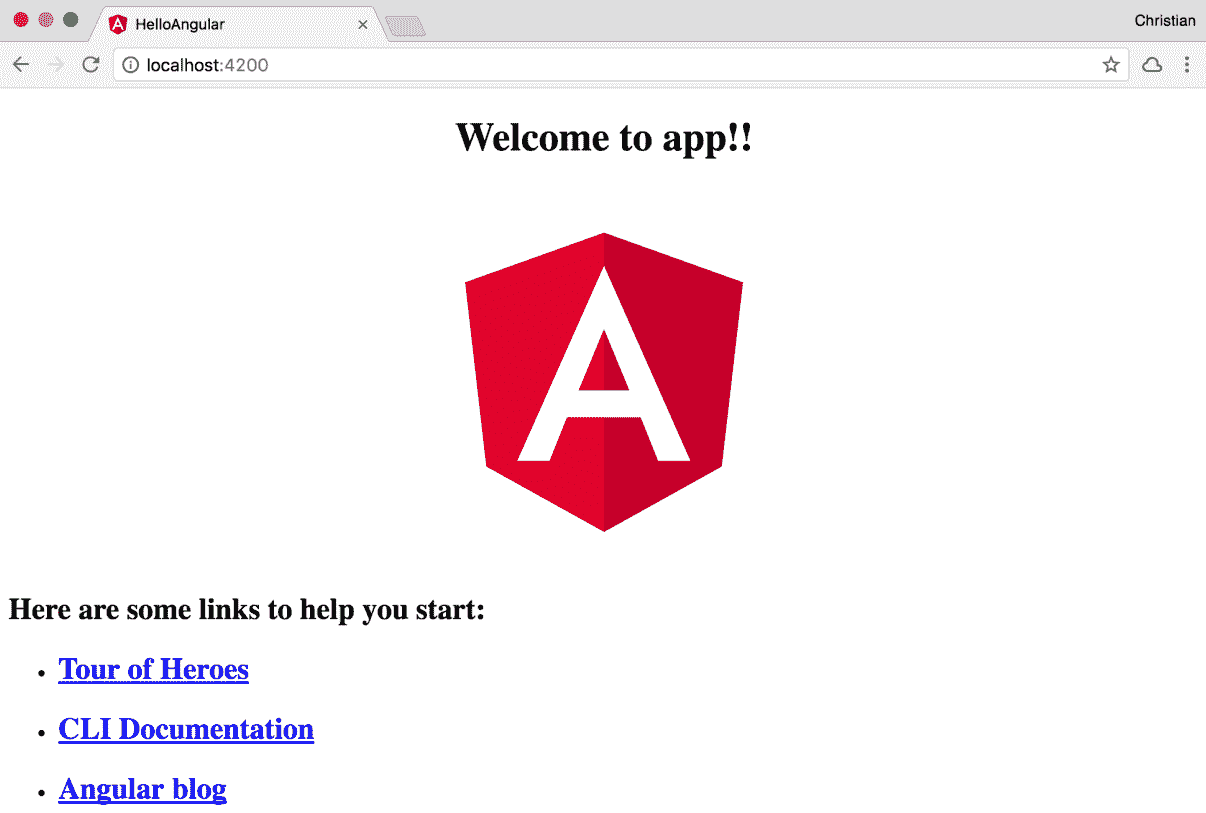 HelloAngular
Christian
localhost:4200
Welcome to app!!
A
Here are some links to help you start:
Tour of Heroes
CLI Documentation
Angular blog